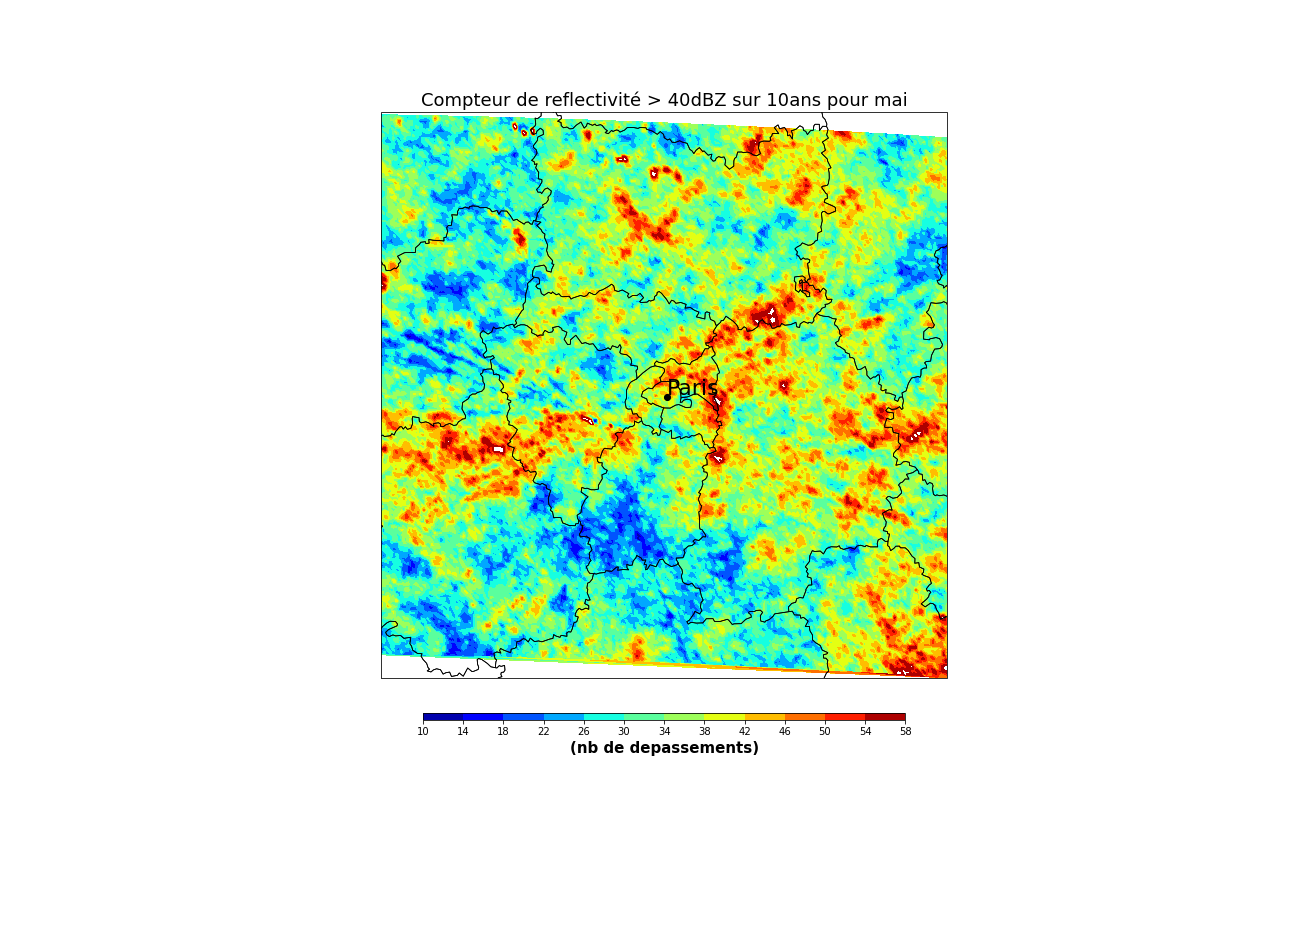 Compteur de reflectivité > 40dBZ sur 10ans pour mai
Paris
10 14 18 22 26 30 34 38 42 46 50 54 58
(nb de depassements)